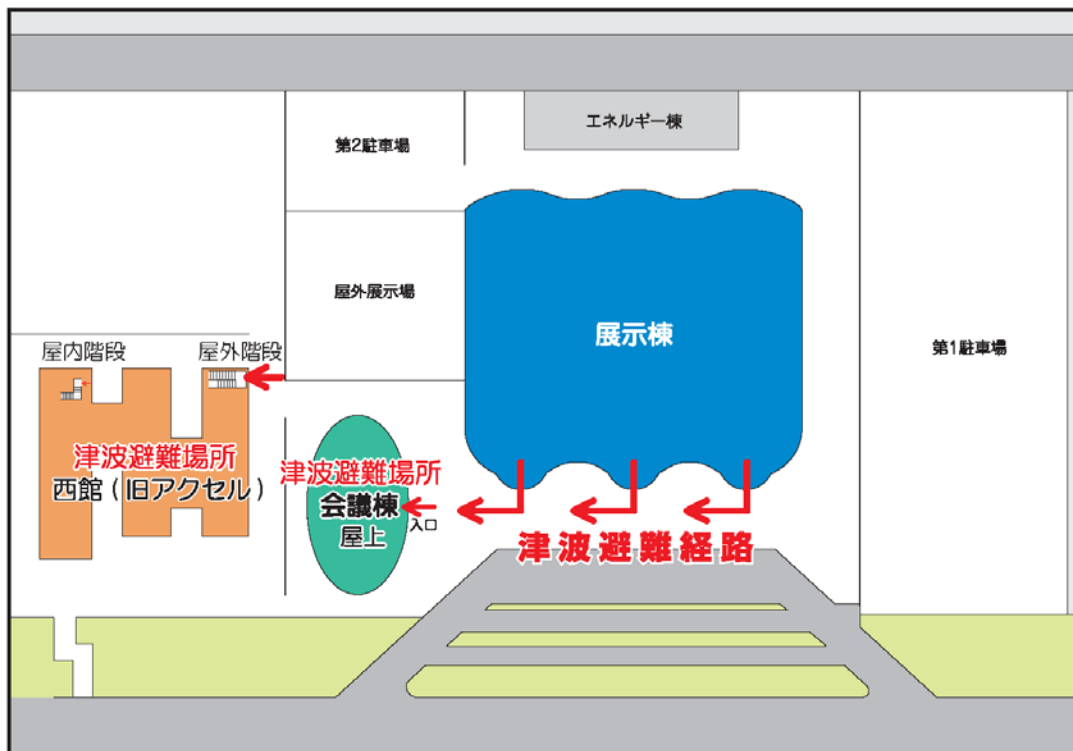 エネルギー棟
第2駐車場
屋外展示場
展示棟
第1駐車場
屋内階段
屋外階段
津波避難場所
西館(旧アクセル)
津波避難場所
会議棟
屋上
入口
津波避難経路